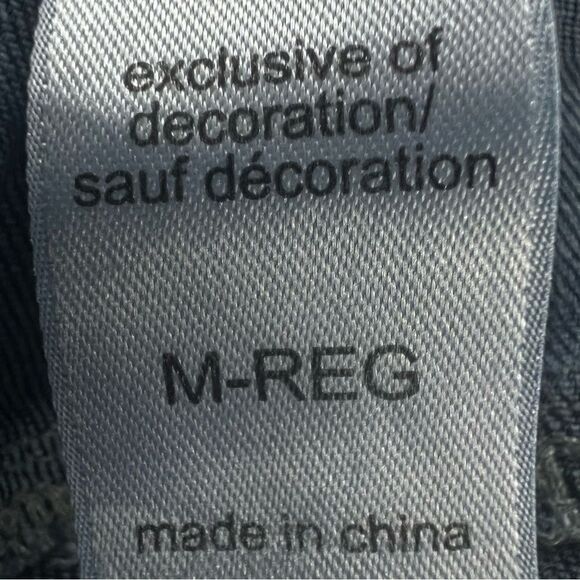 exclusive of
decoration/
sauf décoration
M-REG
made in china